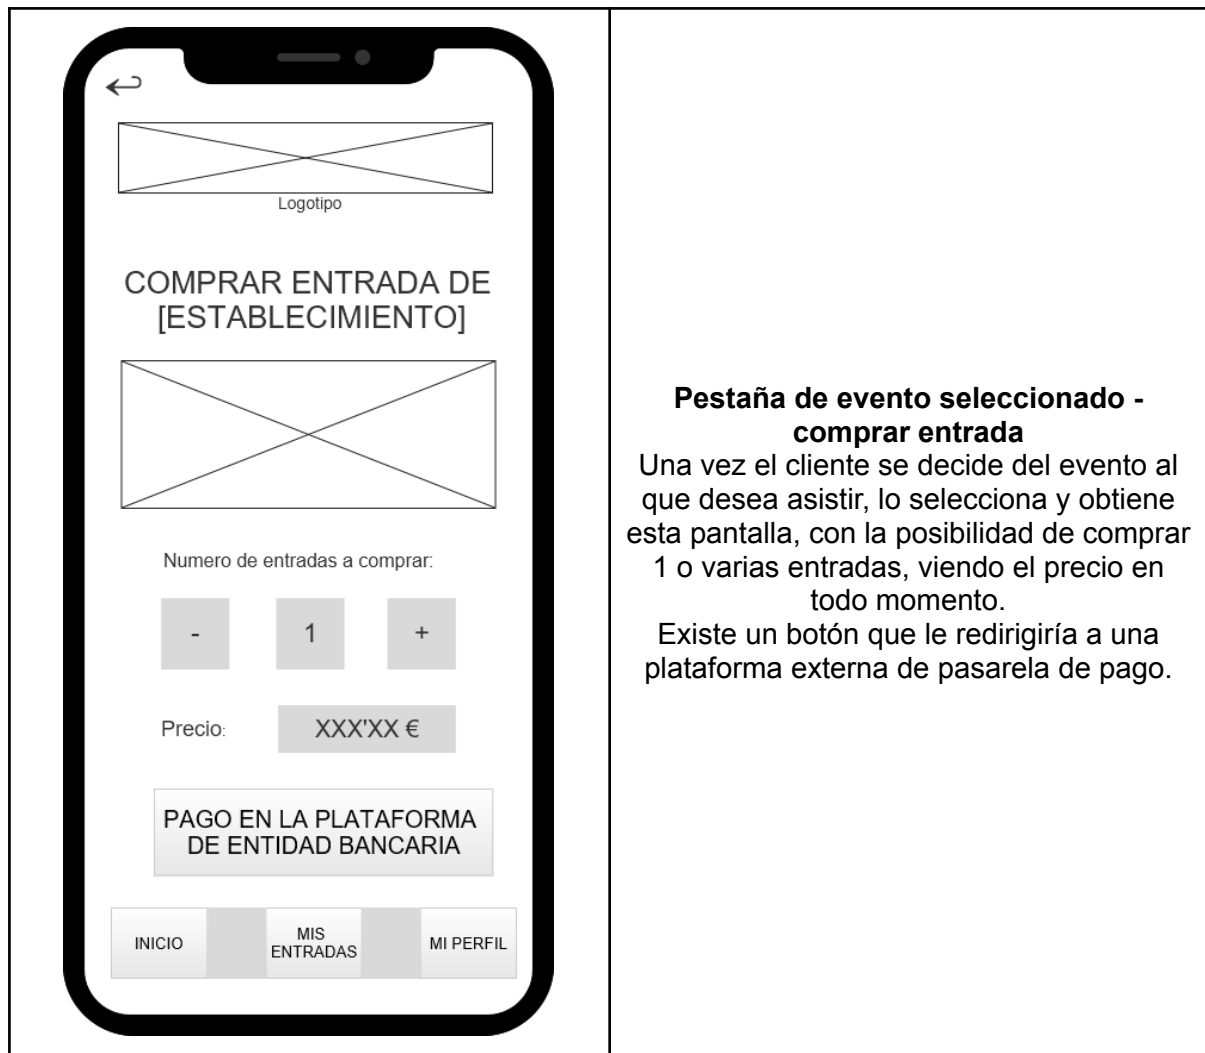 Logotipo
COMPRAR ENTRADA DE
[ESTABLECIMIENTO]
Numero de entradas a comprar:
- 1 +
Precio: XXX'XX €
PAGO EN LA PLATAFORMA
DE ENTIDAD BANCARIA
INICIO MIS ENTRADAS MI PERFIL
Pestaña de evento seleccionado -
comprar entrada
Una vez el cliente se decide del evento al
que desea asistir, lo selecciona y obtiene
esta pantalla, con la posibilidad de comprar
1 o varias entradas, viendo el precio en
todo momento.
Existe un botón que le redirigiría a una
plataforma externa de pasarela de pago.